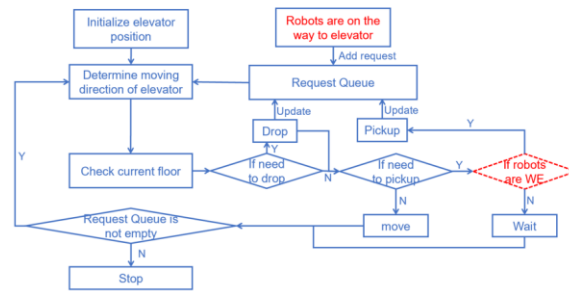 Initialize elevator
position
Robots are on the
way to elevator
Add request
Determine moving
direction of elevator
Request Queue
Update
Update
Y
Drop
Pickup
Y
Y
Check current floor
If need
to drop
N
If need
to pickup
Y
If robots
are WE
N
N
Request Queue is
not empty
move
Wait
N
Stop